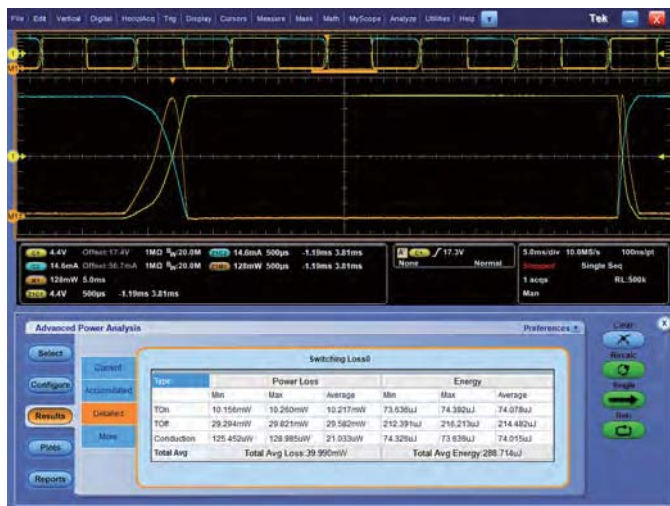 File Edit Vertical Digital Horiz/Acq Trig Display Cursors Measure Mask Math MyScope Analyze Utilities Help Tek
C1 4.4V Offset:17.4V 1MΩ BW:20.0M
C2 14.6mA 1MΩ BW:20.0M
M1 128mW 5.0ms
Z1C1 4.4V 500µs -1.19ms 3.81ms
Z1C2 14.6mA 500µs -1.19ms 3.81ms
Z1M1 128mW 500µs -1.19ms 3.81ms
A' C1 17.3V
None Normal
5.0ms/div 10.0MS/s 100ns/pt
Stopped Single Seq
1 acqs RL:500k
Man
Advanced Power Analysis Preferences
Select
Configure
Results
Plots
Reports
Current
Accumulated
Detailed
More
Switching Loss0
Type Power Loss Energy
Min Max Average Min Max Average
TOn 10.156mW 10.260mW 10.217mW 73.636uJ 74.392uJ 74.078uJ
TOff 29.294mW 29.821mW 29.582mW 212.391uJ 216.213uJ 214.482uJ
Conduction 125.452uW 128.985uW 21.033uW 74.326uJ 73.636uJ 74.015uJ
Total Avg Total Avg Loss:39.990mW Total Avg Energy:288.714uJ
Clear
Recalc
Single
Run